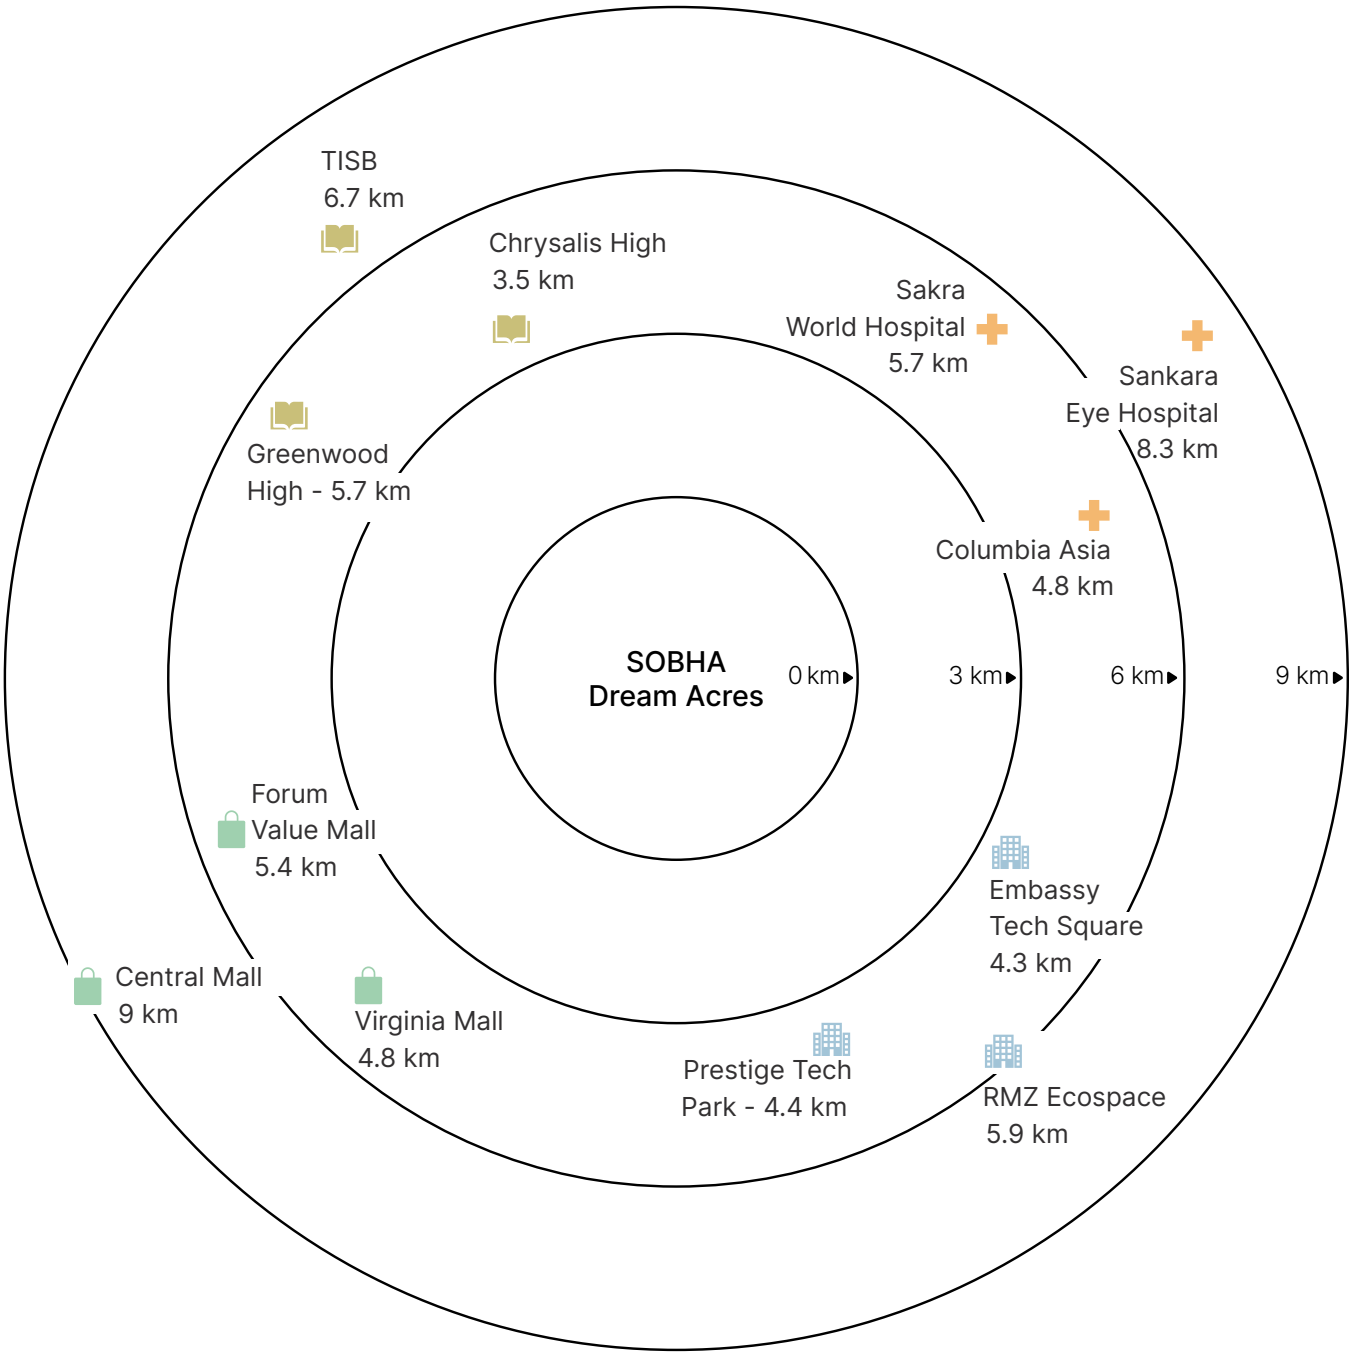 TISB
6.7 km
Chrysalis High
3.5 km
Sakra
World Hospital
5.7 km
Sankara
Eye Hospital
8.3 km
Greenwood
High - 5.7 km
Columbia Asia
4.8 km
SOBHA
Dream Acres
0 km
3 km
6 km
9 km
Forum
Value Mall
5.4 km
Embassy
Tech Square
4.3 km
Central Mall
9 km
Virginia Mall
4.8 km
Prestige Tech
Park - 4.4 km
RMZ Ecospace
5.9 km